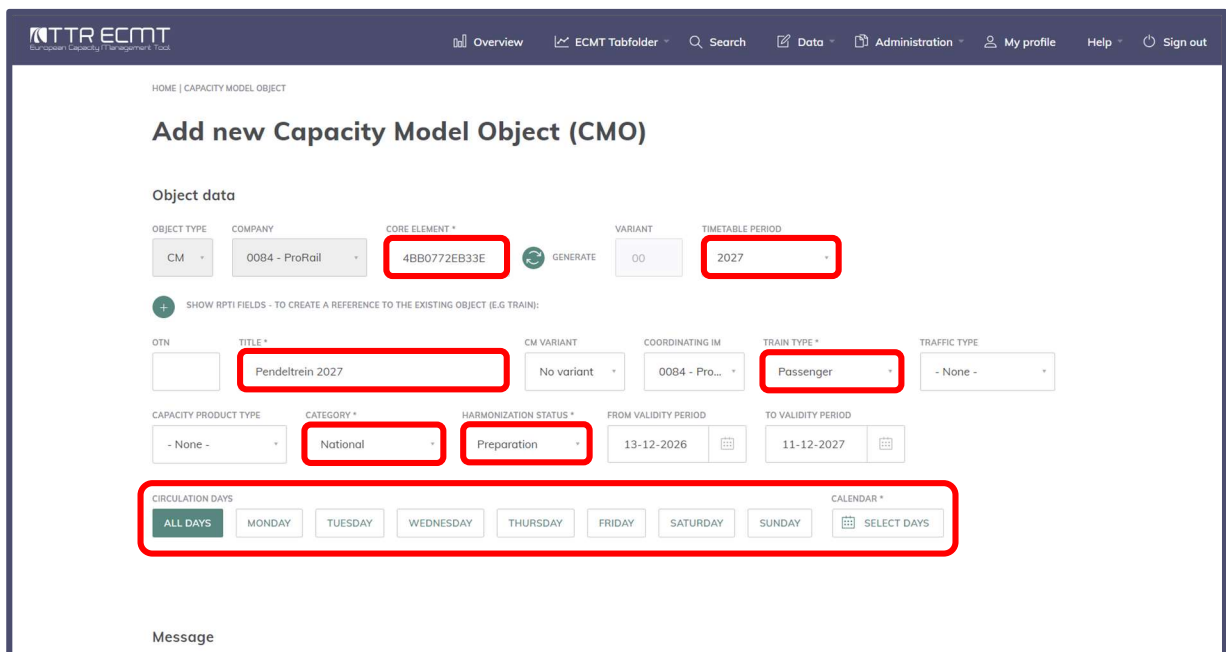 TTR ECMT
European Capacity Management Tool
Overview ECMT Tabfolder Search Data Administration My profile Help Sign out
HOME | CAPACITY MODEL OBJECT
Add new Capacity Model Object (CMO)
Object data
OBJECT TYPE COMPANY CORE ELEMENT * VARIANT TIMETABLE PERIOD
CM 0084 - ProRail 4BB0772EB33E GENERATE 00 2027
+ SHOW RPTI FIELDS - TO CREATE A REFERENCE TO THE EXISTING OBJECT (E.G TRAIN):
OTN TITLE * CM VARIANT COORDINATING IM TRAIN TYPE * TRAFFIC TYPE
Pendeltrein 2027 No variant 0084 - Pro... Passenger - None -
CAPACITY PRODUCT TYPE CATEGORY * HARMONIZATION STATUS * FROM VALIDITY PERIOD TO VALIDITY PERIOD
- None - National Preparation 13-12-2026 11-12-2027
CIRCULATION DAYS CALENDAR *
ALL DAYS MONDAY TUESDAY WEDNESDAY THURSDAY FRIDAY SATURDAY SUNDAY SELECT DAYS
Message